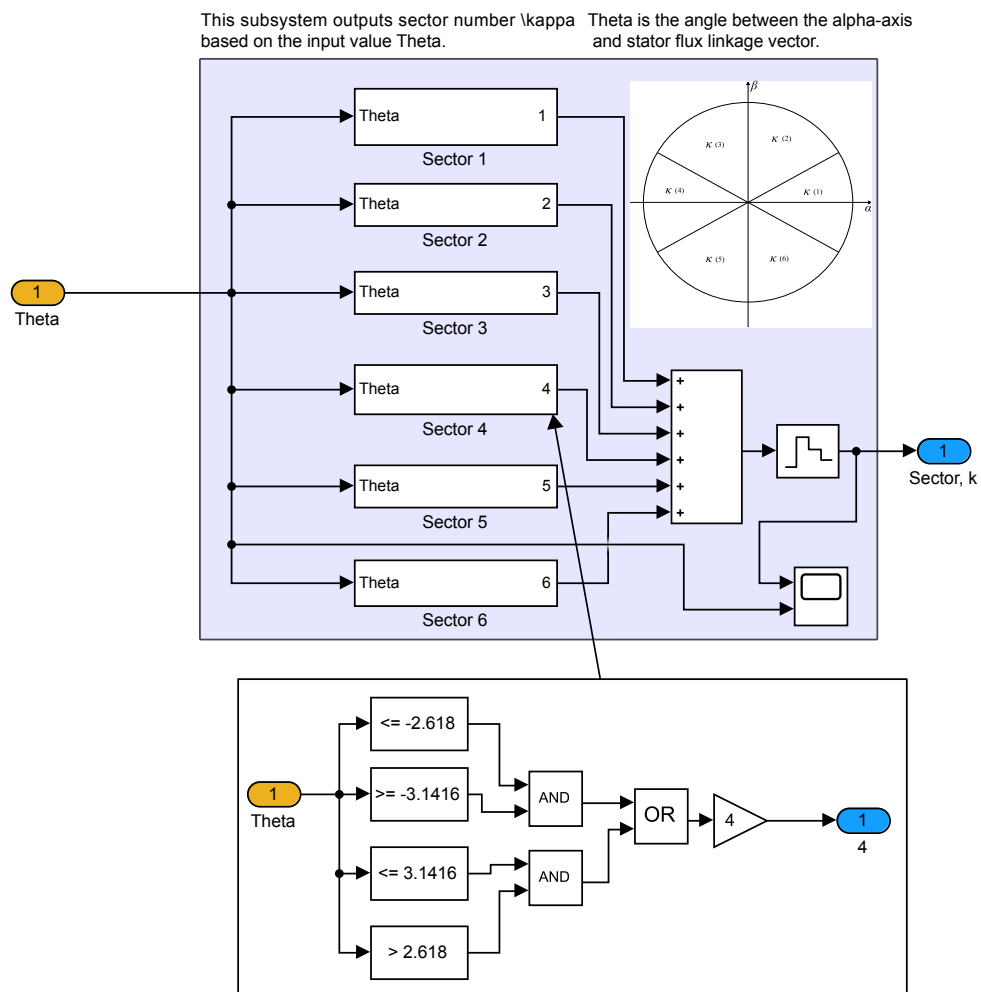 This subsystem outputs sector number \kappa
based on the input value Theta.
Theta is the angle between the alpha-axis
and stator flux linkage vector.
Theta 1
Sector 1
Theta 2
Sector 2
Theta 3
Sector 3
Theta 4
Sector 4
Theta 5
Sector 5
Theta 6
Sector 6
1
Theta
β
κ (3)
κ (2)
κ (4)
κ (1)
α
κ (5)
κ (6)
+
+
+
+
+
+
1
Sector, k
<= -2.618
>= -3.1416
<= 3.1416
> 2.618
1
Theta
AND
AND
OR
4
1
4